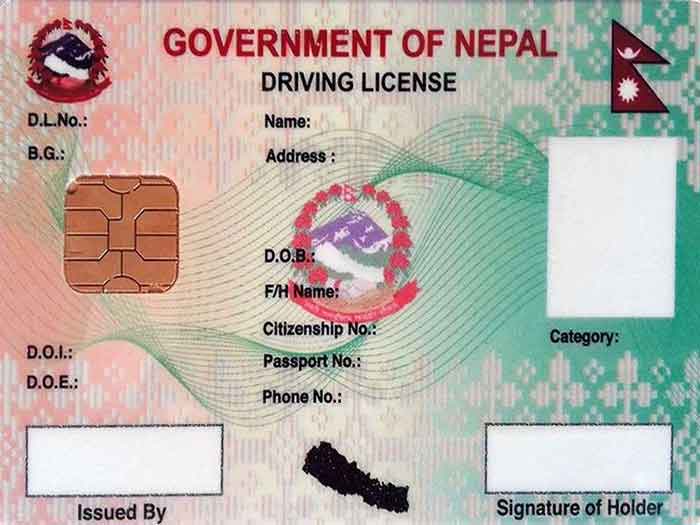 GOVERNMENT OF NEPAL
DRIVING LICENSE
D.L.No.:
Name:
B.G.:
Address :
D.O.B.:
F/H Name:
Citizenship No.:
Category:
D.O.I.:
Passport No.:
D.O.E.:
Phone No.:
Issued By
Signature of Holder